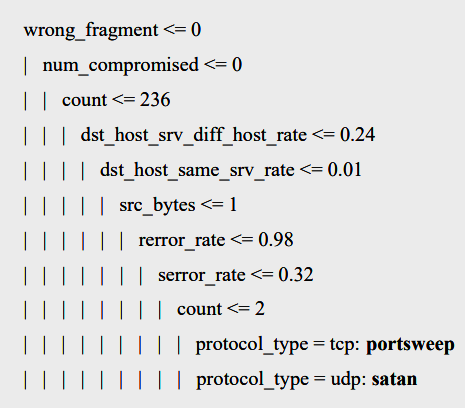 wrong_fragment <= 0
| num_compromised <= 0
| | count <= 236
| | | dst_host_srv_diff_host_rate <= 0.24
| | | | dst_host_same_srv_rate <= 0.01
| | | | | src_bytes <= 1
| | | | | | rerror_rate <= 0.98
| | | | | | | serror_rate <= 0.32
| | | | | | | | count <= 2
| | | | | | | | | protocol_type = tcp: portsweep
| | | | | | | | | protocol_type = udp: satan